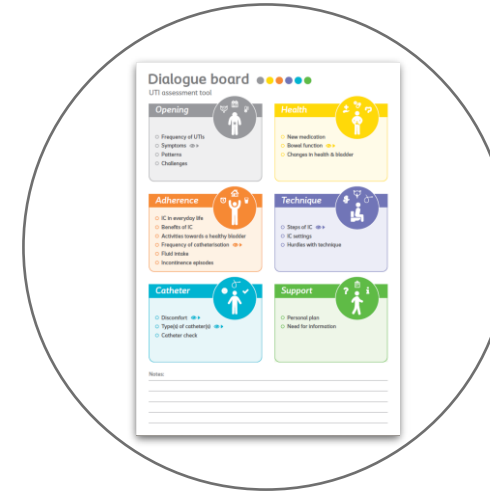 Dialogue board
UTI assessment tool
Opening
Frequency of UTIs
Symptoms
Patterns
Challenges
Health
New medication
Bowel function
Changes in health & bladder
Adherence
IC in everyday life
Benefits of IC
Activities towards a healthy bladder
Frequency of catheterisation
Fluid intake
Incontinence episodes
Technique
Steps of IC
IC settings
Hurdles with technique
Catheter
Discomfort
Type(s) of catheter(s)
Catheter check
Support
? i
Personal plan
Need for information
Notes